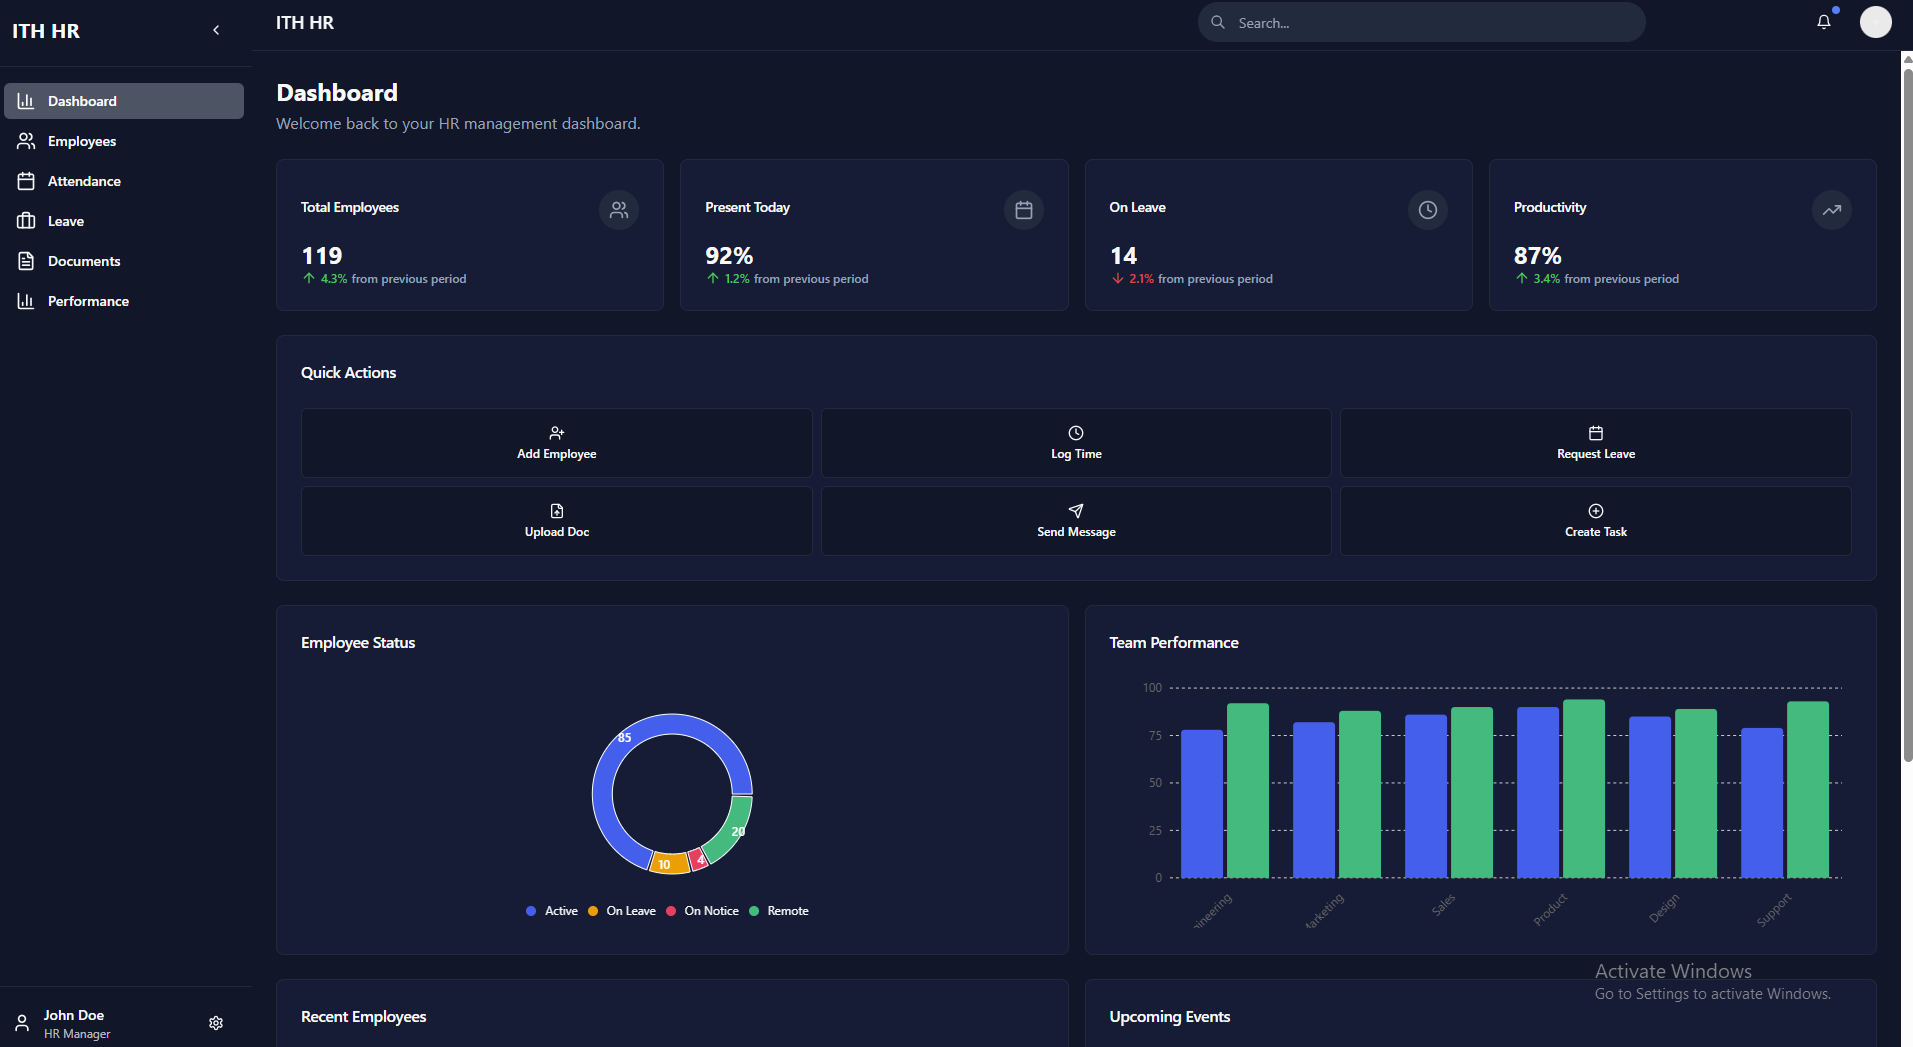 ITH HR
ITH HR
Search...
Dashboard
Employees
Attendance
Leave
Documents
Performance
Dashboard
Welcome back to your HR management dashboard.
Total Employees
119
4.3% from previous period
Present Today
92%
1.2% from previous period
On Leave
14
2.1% from previous period
Productivity
87%
3.4% from previous period
Quick Actions
Add Employee
Log Time
Request Leave
Upload Doc
Send Message
Create Task
Employee Status
85
20
10
4
Active
On Leave
On Notice
Remote
Team Performance
100
75
50
25
0
gineering
Marketing
Sales
Product
Design
Support
Activate Windows
Go to Settings to activate Windows.
Recent Employees
Upcoming Events
John Doe
HR Manager